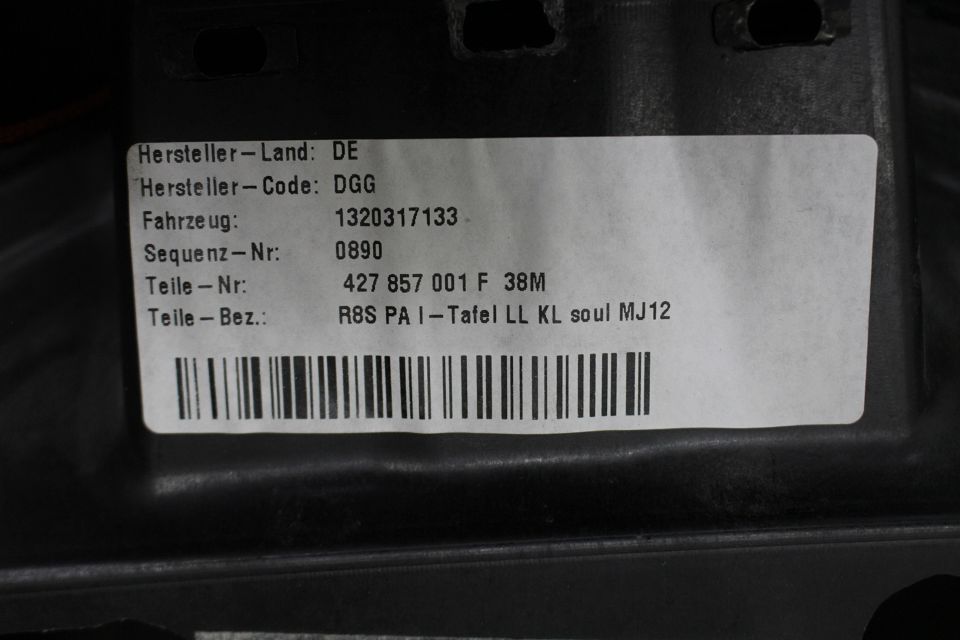 Hersteller-Land: DE
Hersteller-Code: DGG
Fahrzeug: 1320317133
Sequenz-Nr: 0890
Teile-Nr: 427 857 001 F 38M
Teile-Bez.: R8S PA I-Tafel LL KL soul MJ12